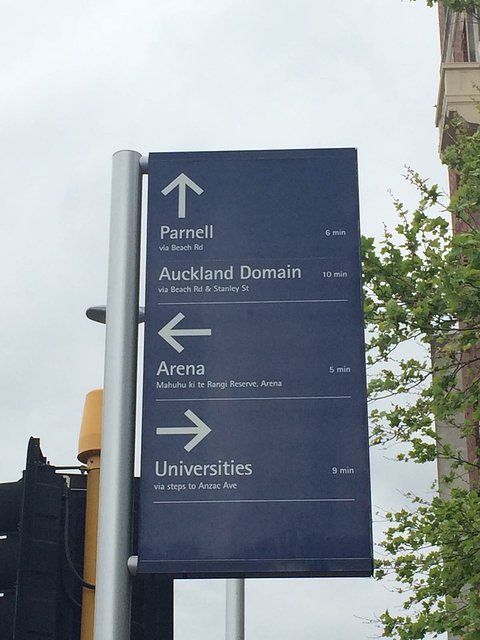 Parnell 6 min
via Beach Rd
Auckland Domain 10 min
via Beach Rd & Stanley St
Arena 5 min
Mahuhu ki te Rangi Reserve, Arena
Universities 9 min
via steps to Anzac Ave